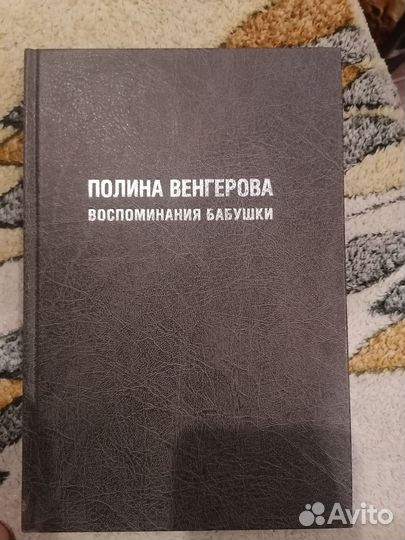 ПОЛИНА ВЕНГЕРОВА
ВОСПОМИНАНИЯ БАБУШКИ
Avito